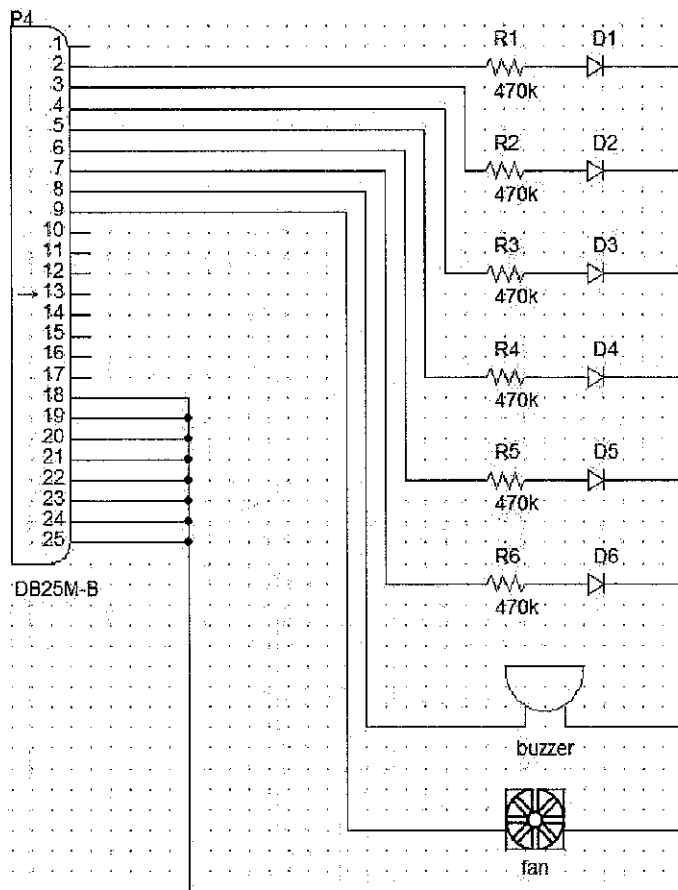 P4
1
2
3
4
5
6
7
8
9
10
11
12
13
14
15
16
17
18
19
20
21
22
23
24
25
DB25M-B
R1
470k
D1
R2
470k
D2
R3
470k
D3
R4
470k
D4
R5
470k
D5
R6
470k
D6
buzzer
fan